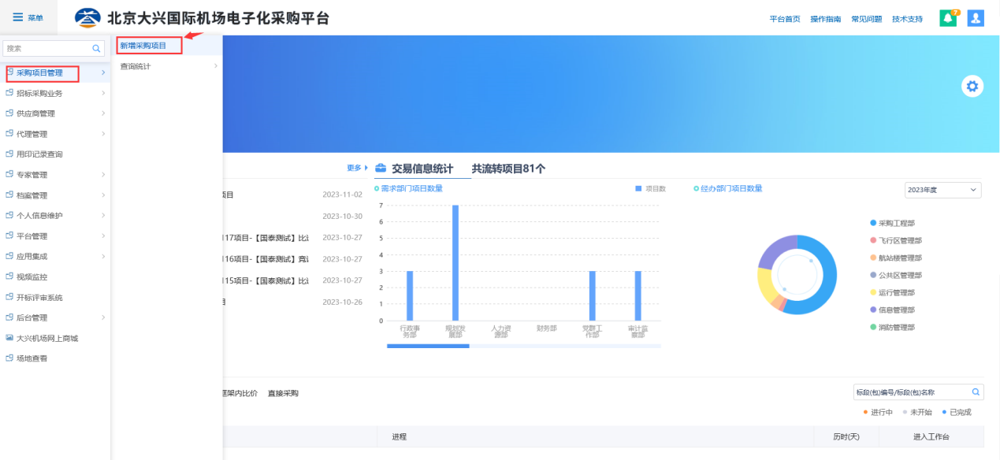 菜单
北京大兴国际机场电子化采购平台
平台首页 操作指南 常见问题 技术支持
7
搜索
新增采购项目
查询统计
采购项目管理
招标采购业务
供应商管理
代理管理
用印记录查询
专家管理
档案管理
个人信息维护
平台管理
应用集成
视频监控
开标评审系统
后台管理
大兴机场网上商城
场地查看
更多
项目 2023-11-02
2023-10-30
17项目-【国泰测试】比 2023-10-27
16项目-【国泰测试】竞 2023-10-27
15项目-【国泰测试】比 2023-10-27
2023-10-26
交易信息统计 共流转项目81个
需求部门项目数量
项目数
7
6
5
4
3
2
1
0
行政事务部 规划发展部 人力资源部 财务部 党群工作部 审计监察部
经办部门项目数量
2023年度
采购工程部
飞行区管理部
航站楼管理部
公共区管理部
运行管理部
信息管理部
消防管理部
框架内比价 直接采购
标段(包)编号/标段(包)名称
进行中 未开始 已完成
进程 历时(天) 进入工作台